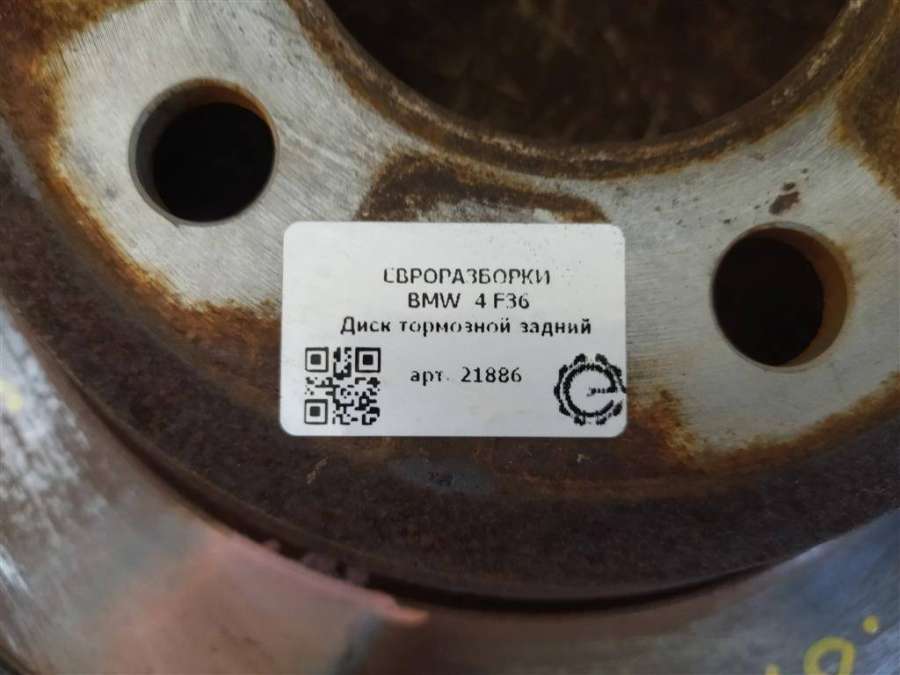 ЕВРОРАЗБОРКИ
BMW 4 F36
Диск тормозной задний
арт. 21886